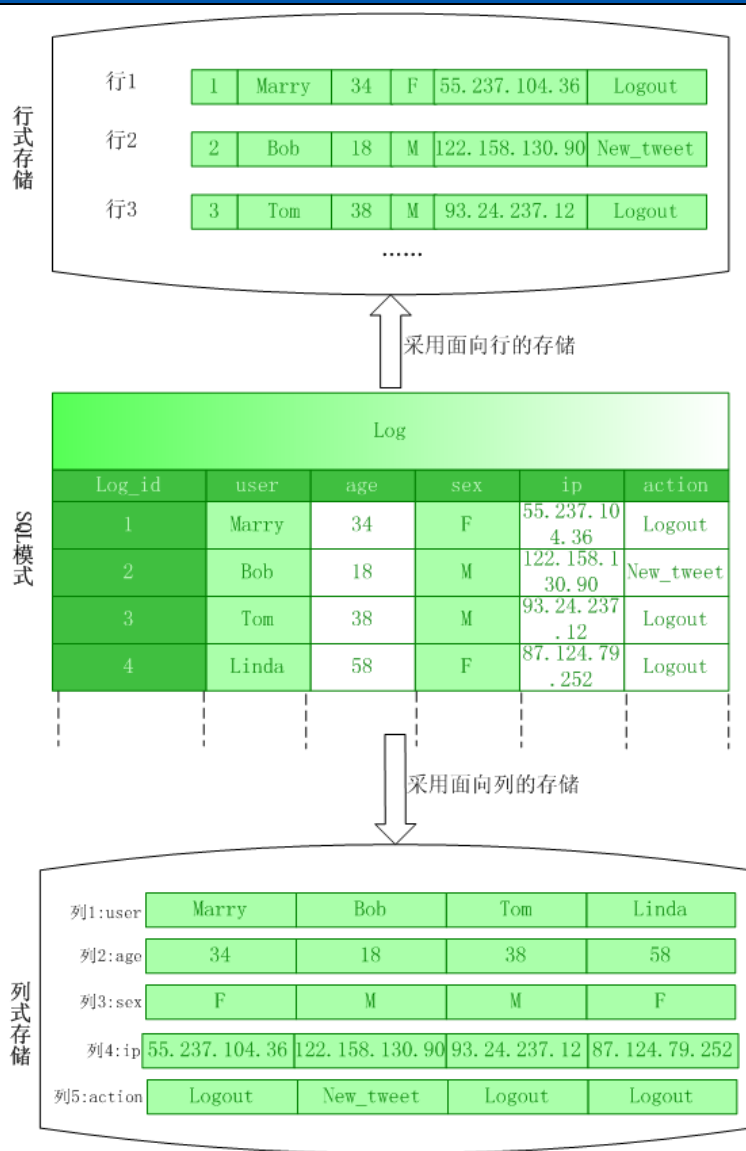 行式存储
行1 1 Marry 34 F 55.237.104.36 Logout
行2 2 Bob 18 M 122.158.130.90 New_tweet
行3 3 Tom 38 M 93.24.237.12 Logout
......
采用面向行的存储
SQL模式
Log
Log_id user age sex ip action
1 Marry 34 F 55.237.10
4.36 Logout
2 Bob 18 M 122.158.1
30.90 New_tweet
3 Tom 38 M 93.24.237
.12 Logout
4 Linda 58 F 87.124.79
.252 Logout
采用面向列的存储
列式存储
列1:user Marry Bob Tom Linda
列2:age 34 18 38 58
列3:sex F M M F
列4:ip 55.237.104.36 122.158.130.90 93.24.237.12 87.124.79.252
列5:action Logout New_tweet Logout Logout